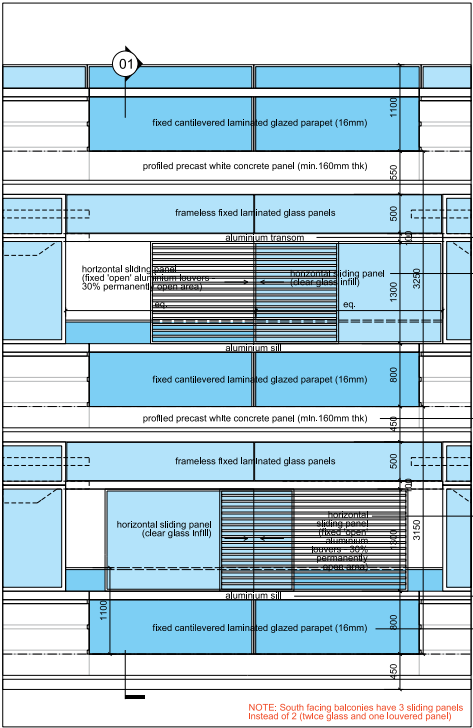 01
fixed cantilevered laminated glazed parapet (16mm)
1100
profiled precast white concrete panel (min.160mm thk)
550
frameless fixed laminated glass panels
500
aluminium transom
horizontal sliding panel
(fixed 'open' aluminium louvers -
30% permanently open area)
horizontal sliding panel
(clear glass infill)
1300
3250
eq.
eq.
aluminium sill
fixed cantilevered laminated glazed parapet (16mm)
800
profiled precast white concrete panel (min.160mm thk)
450
frameless fixed laminated glass panels
500
horizontal sliding panel
(clear glass infill)
horizontal
sliding panel
(fixed 'open'
aluminium
louvers - 30%
permanently
open area)
3150
aluminium sill
1100
fixed cantilevered laminated glazed parapet (16mm)
800
450
NOTE: South facing balconies have 3 sliding panels
Instead of 2 (twice glass and one louvered panel)